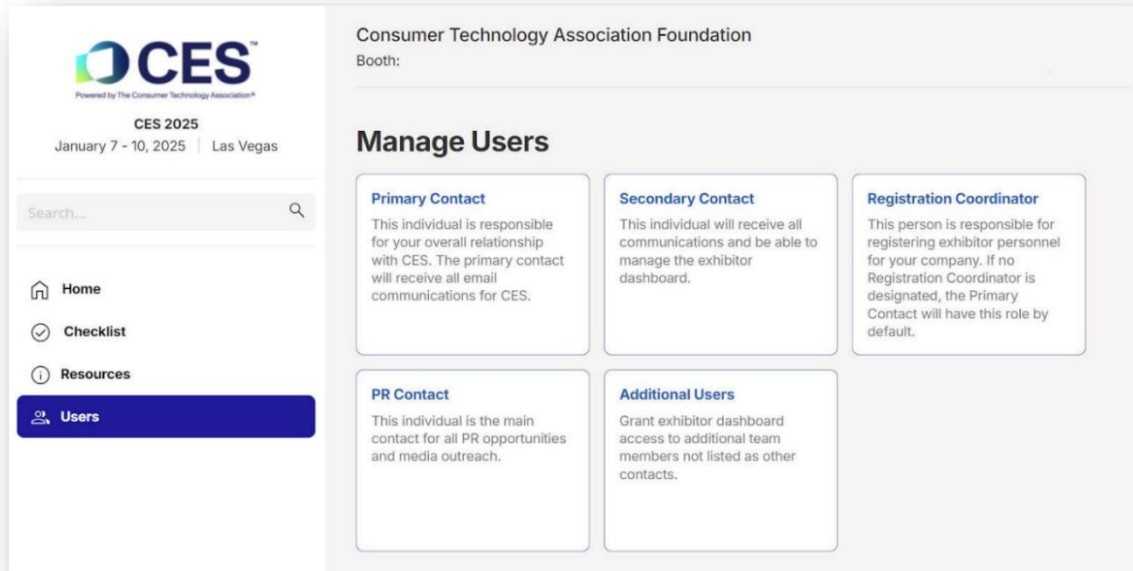 CES™
Powered by The Consumer Technology Association®
CES 2025
January 7 - 10, 2025 | Las Vegas
Search...
Home
Checklist
Resources
Users
Consumer Technology Association Foundation
Booth:
Manage Users
Primary Contact
This individual is responsible
for your overall relationship
with CES. The primary contact
will receive all email
communications for CES.
Secondary Contact
This individual will receive all
communications and be able to
manage the exhibitor
dashboard.
Registration Coordinator
This person is responsible for
registering exhibitor personnel
for your company. If no
Registration Coordinator is
designated, the Primary
Contact will have this role by
default.
PR Contact
This individual is the main
contact for all PR opportunities
and media outreach.
Additional Users
Grant exhibitor dashboard
access to additional team
members not listed as other
contacts.